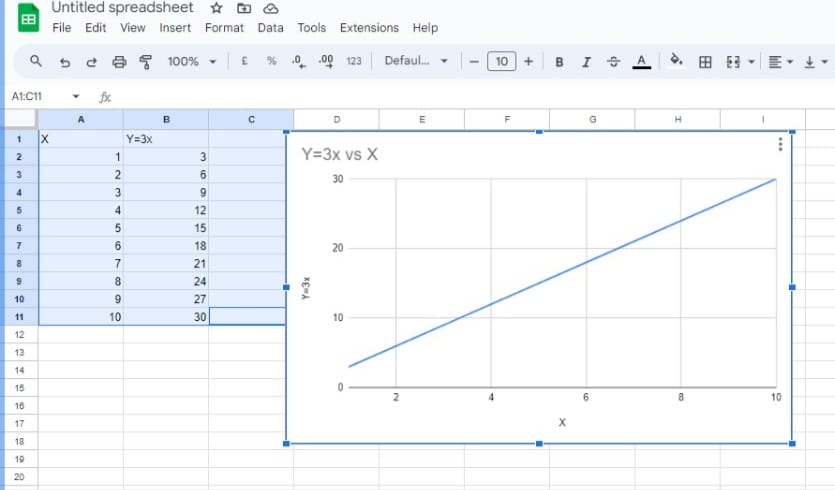 Untitled spreadsheet
File Edit View Insert Format Data Tools Extensions Help
100% £ % .0 .00 123 Defaul... − 10 + B I S A
A1:C11 fx
A B C D E F G H I
1 X Y=3x
2 1 3
3 2 6
4 3 9
5 4 12
6 5 15
7 6 18
8 7 21
9 8 24
10 9 27
11 10 30
12
13
14
15
16
17
18
19
20
Y=3x vs X
30
20
10
0
Y=3x
2 4 6 8 10
X